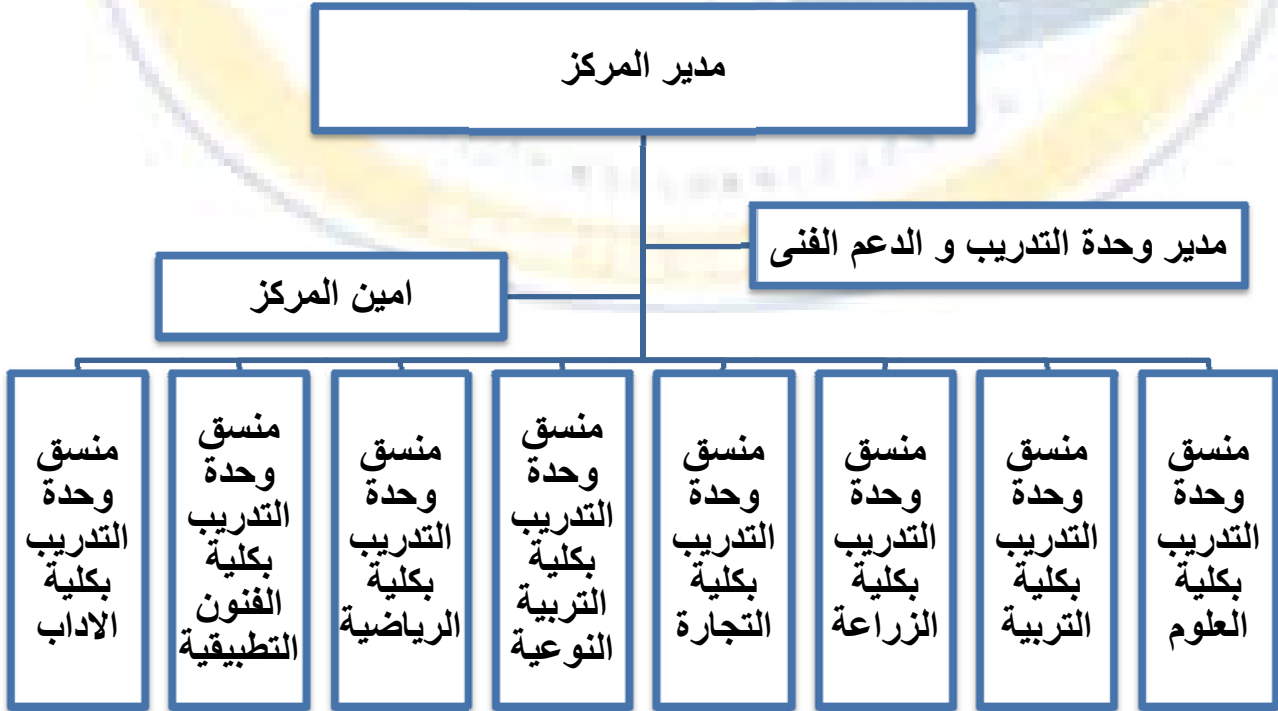 مدير المركز
مدير وحدة التدريب و الدعم الفنى
امين المركز
منسق
وحدة
التدريب
بكلية
العلوم
منسق
وحدة
التدريب
بكلية
التربية
منسق
وحدة
التدريب
بكلية
الزراعة
منسق
وحدة
التدريب
بكلية
التجارة
منسق
وحدة
التدريب
بكلية
التربية
النوعية
منسق
وحدة
التدريب
بكلية
الرياضية
منسق
وحدة
التدريب
بكلية
الفنون
التطبيقية
منسق
وحدة
التدريب
بكلية
الاداب